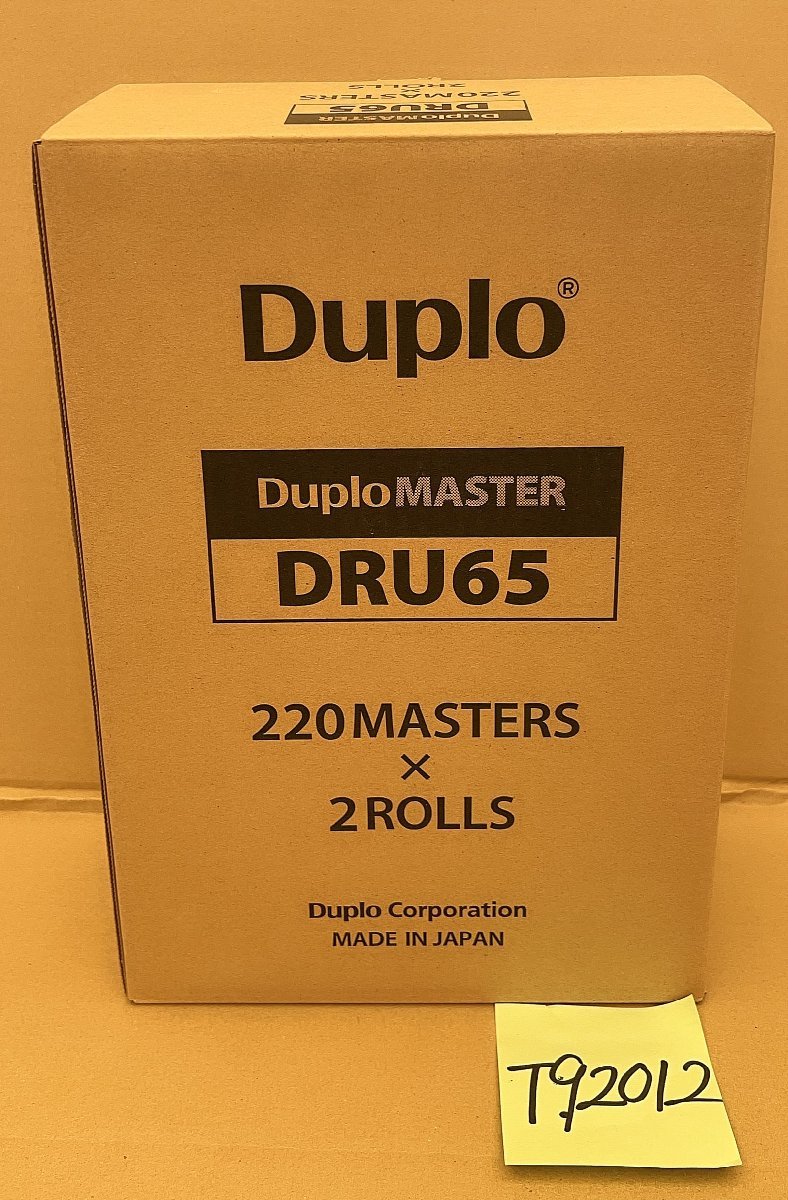 2ROLLS
×
220MASTERS
DRU65
DuploMASTER
Duplo®
DuploMASTER
DRU65
220MASTERS
×
2ROLLS
Duplo Corporation
MADE IN JAPAN
T92012